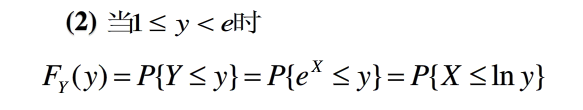 (2) 当1 ≤ y < e时
F_Y(y) = P{Y ≤ y} = P{e^X ≤ y} = P{X ≤ ln y}